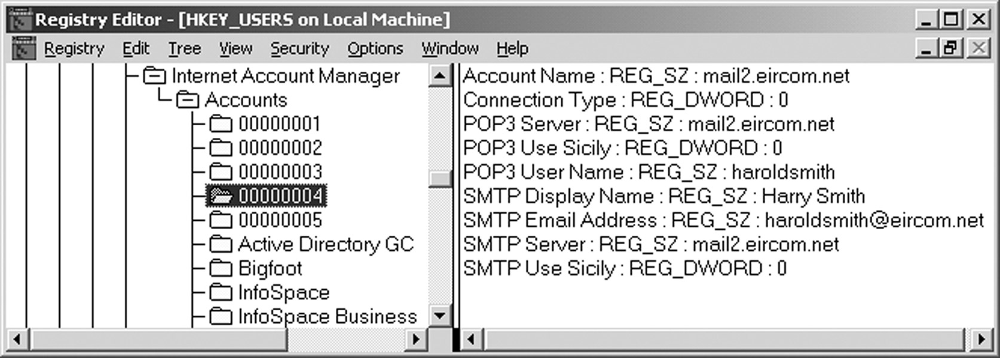 Registry Editor - [HKEY_USERS on Local Machine]
Registry Edit Tree View Security Options Window Help
Internet Account Manager
Accounts
00000001
00000002
00000003
00000004
00000005
Active Directory GC
Bigfoot
InfoSpace
InfoSpace Business
Account Name : REG_SZ : mail2.eircom.net
Connection Type : REG_DWORD : 0
POP3 Server : REG_SZ : mail2.eircom.net
POP3 Use Sicily : REG_DWORD : 0
POP3 User Name : REG_SZ : haroldsmith
SMTP Display Name : REG_SZ : Harry Smith
SMTP Email Address : REG_SZ : haroldsmith@eircom.net
SMTP Server : REG_SZ : mail2.eircom.net
SMTP Use Sicily : REG_DWORD : 0